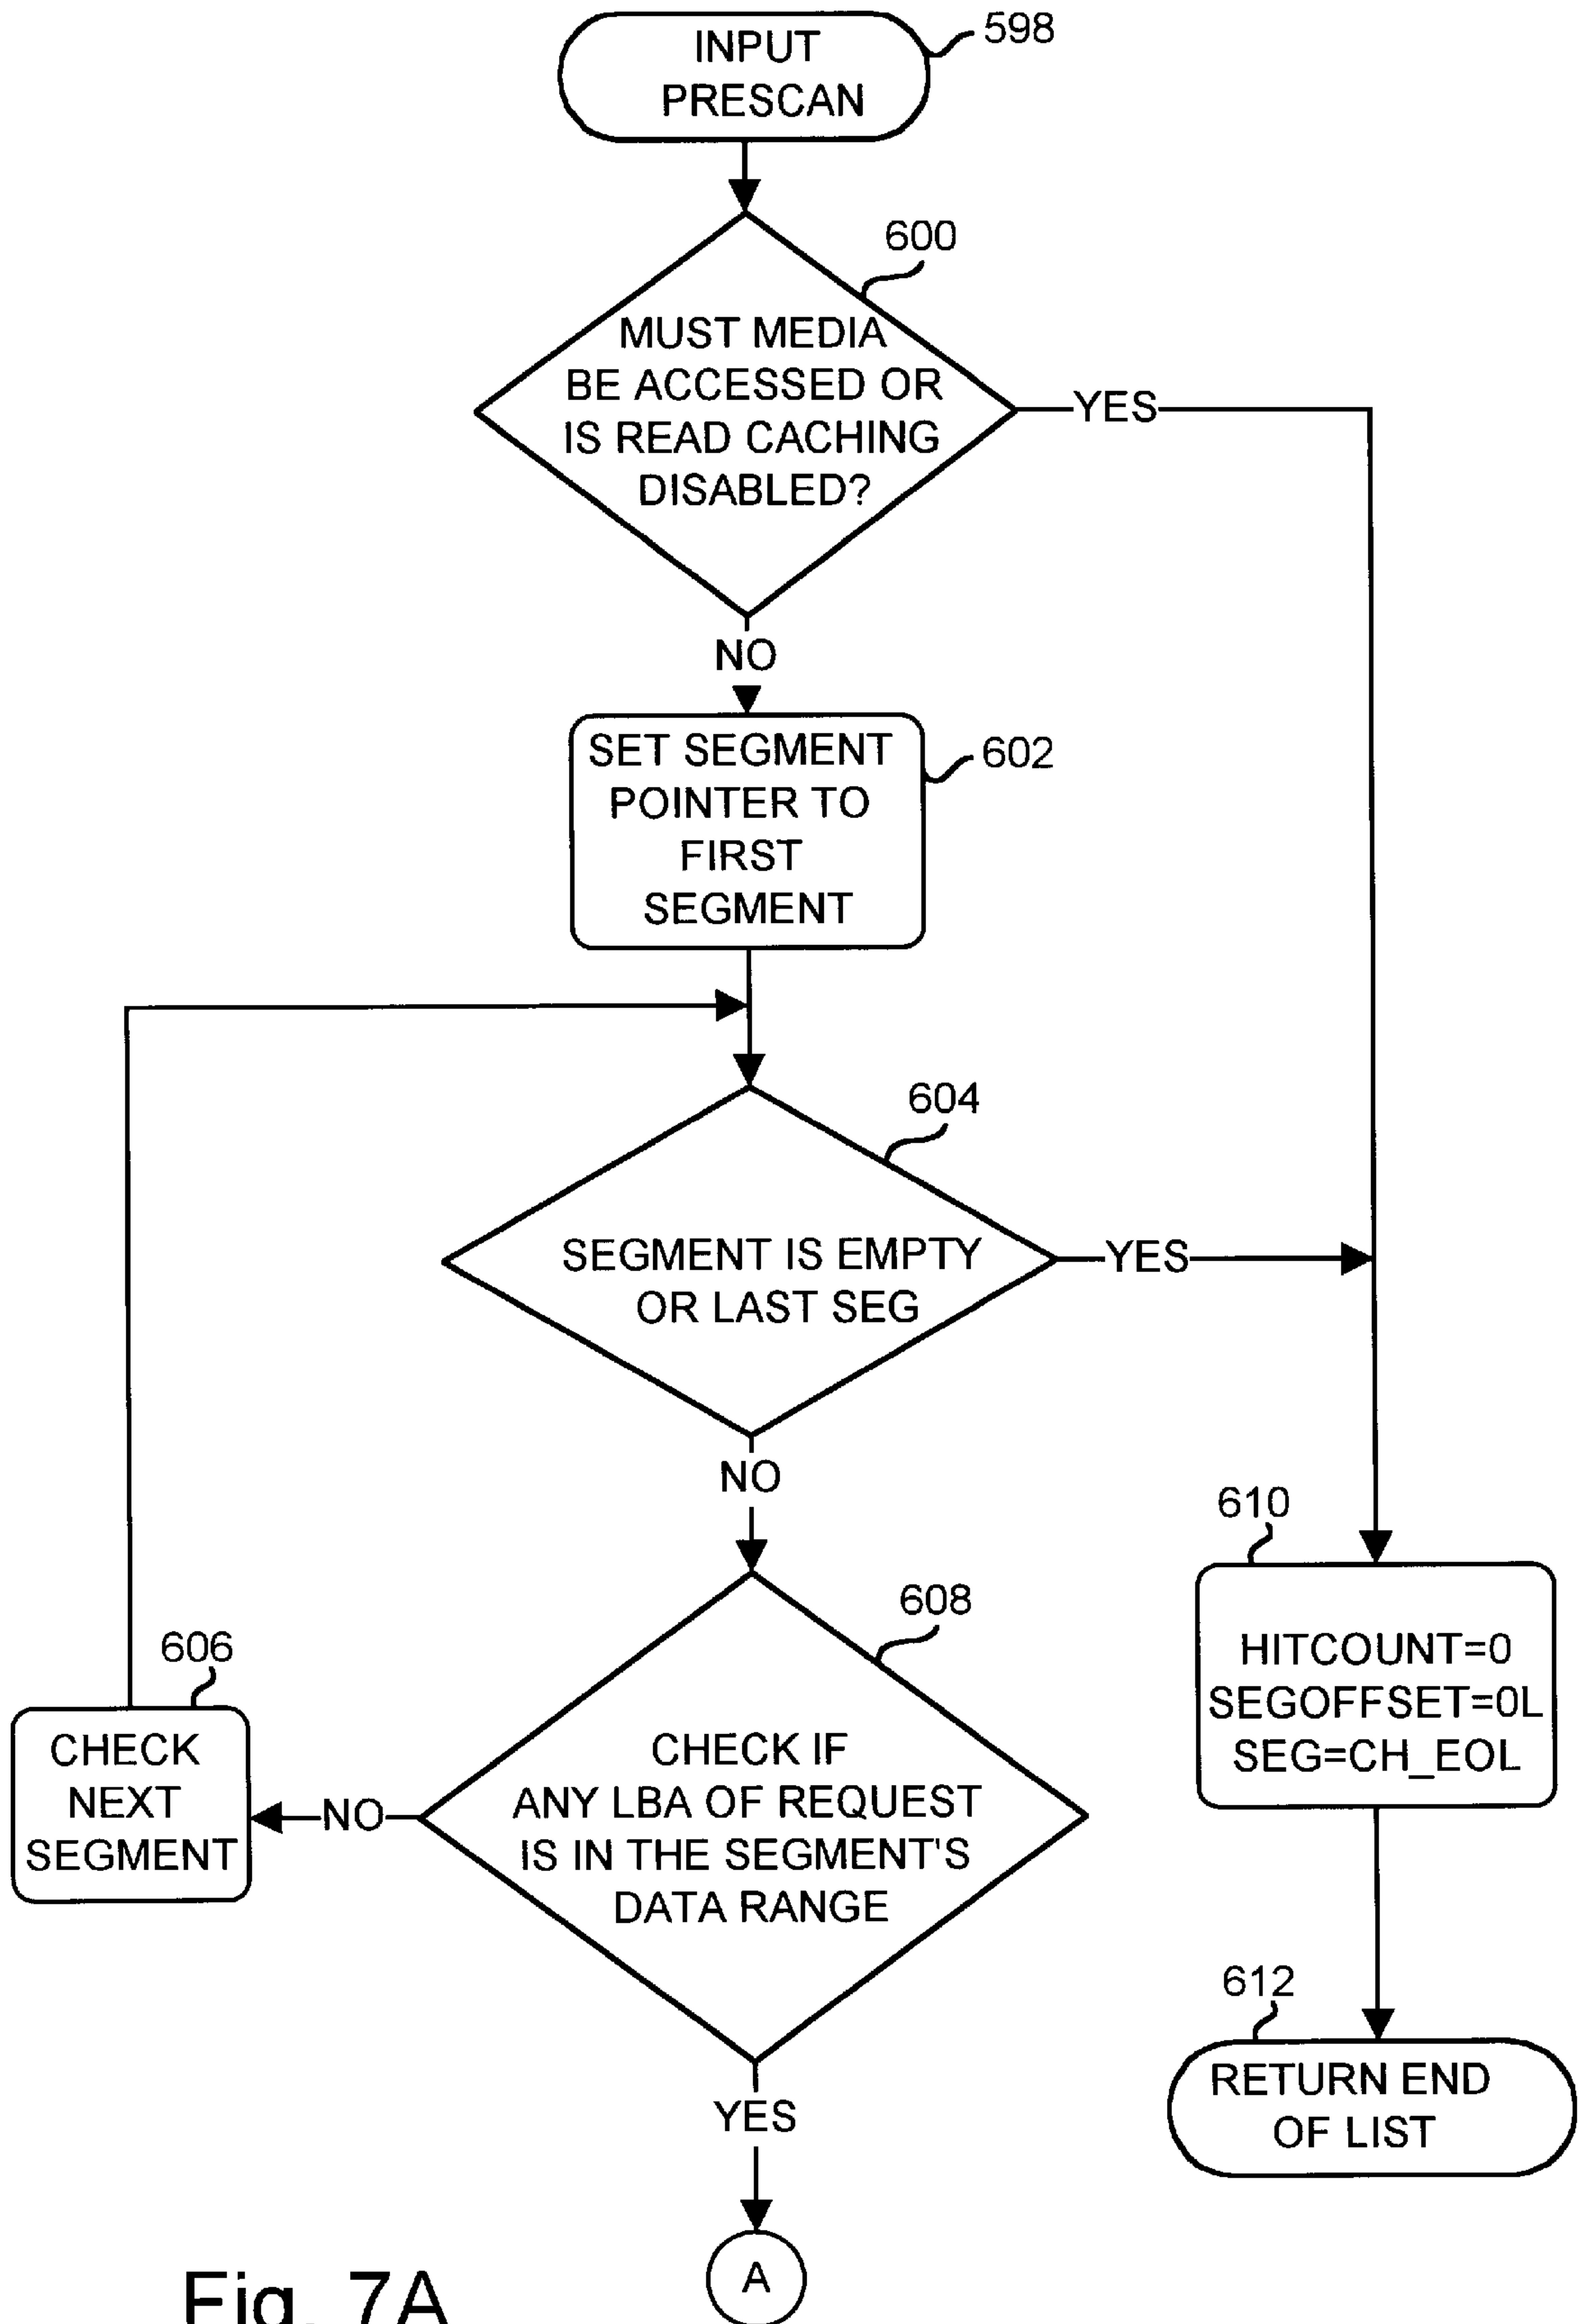 INPUT
PRESCAN
598
600
MUST MEDIA
BE ACCESSED OR
IS READ CACHING
DISABLED?
YES
NO
SET SEGMENT
POINTER TO
FIRST
SEGMENT
602
604
SEGMENT IS EMPTY
OR LAST SEG
YES
NO
610
HITCOUNT=0
SEGOFFSET=0L
SEG=CH_EOL
608
606
CHECK
NEXT
SEGMENT
NO
CHECK IF
ANY LBA OF REQUEST
IS IN THE SEGMENT'S
DATA RANGE
612
RETURN END
OF LIST
YES
A
Fig. 7A